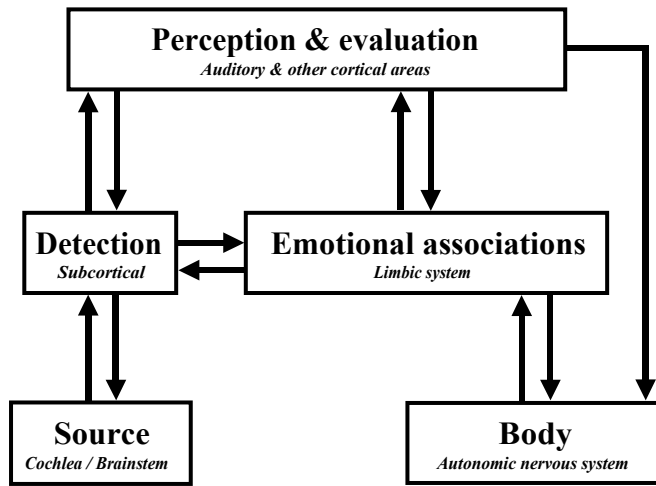 Perception & evaluation
Auditory & other cortical areas
Detection
Subcortical
Emotional associations
Limbic system
Source
Cochlea / Brainstem
Body
Autonomic nervous system